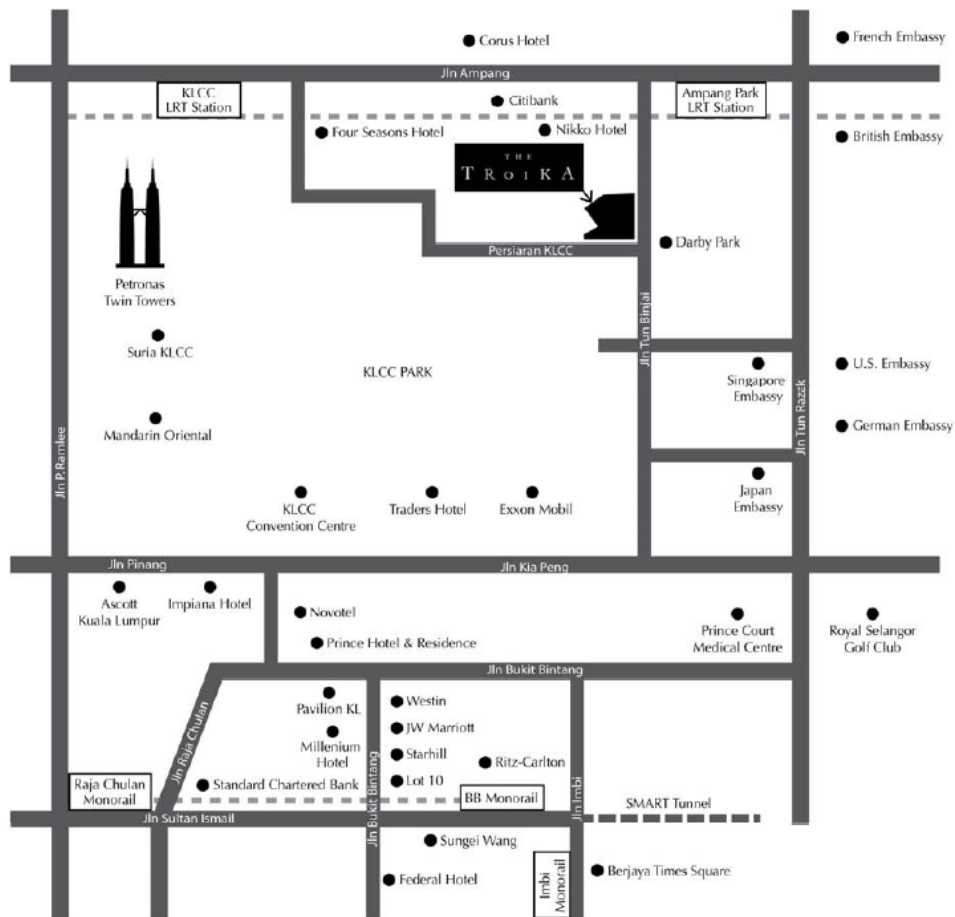 Corus Hotel
French Embassy
Jln Ampang
KLCC
LRT Station
Citibank
Ampang Park
LRT Station
Four Seasons Hotel
Nikko Hotel
British Embassy
THE
TROIKA
Persiaran KLCC
Darby Park
Petronas
Twin Towers
Suria KLCC
KLCC PARK
Jln Tun Binjai
Singapore
Embassy
U.S. Embassy
Jln Tun Razak
German Embassy
Mandarin Oriental
Jln P. Ramlee
KLCC
Convention Centre
Traders Hotel
Exxon Mobil
Japan
Embassy
Jln Pinang
Jln Kia Peng
Ascott
Kuala Lumpur
Impiana Hotel
Novotel
Prince Hotel & Residence
Prince Court
Medical Centre
Royal Selangor
Golf Club
Jln Bukit Bintang
Jln Raja Chulan
Pavilion KL
Millenium
Hotel
Westin
JW Marriott
Starhill
Lot 10
Ritz-Carlton
Raja Chulan
Monorail
Standard Chartered Bank
BB Monorail
Jln Imbi
SMART Tunnel
Jln Sultan Ismail
Jln Bukit Bintang
Sungei Wang
Federal Hotel
Imbi
Monorail
Berjaya Times Square